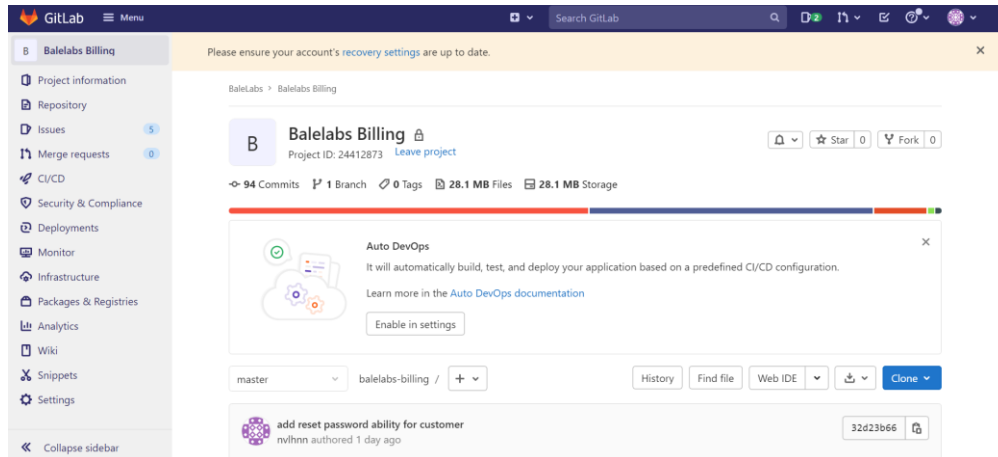 GitLab Menu Search GitLab 2
B Balelabs Billing
Please ensure your account's recovery settings are up to date.
Project information
Repository
Issues 5
Merge requests 0
CI/CD
Security & Compliance
Deployments
Monitor
Infrastructure
Packages & Registries
Analytics
Wiki
Snippets
Settings
Collapse sidebar
BaleLabs > Balelabs Billing
B
Balelabs Billing
Project ID: 24412873 Leave project
Star 0 Fork 0
94 Commits 1 Branch 0 Tags 28.1 MB Files 28.1 MB Storage
Auto DevOps
It will automatically build, test, and deploy your application based on a predefined CI/CD configuration.
Learn more in the Auto DevOps documentation
Enable in settings
master balelabs-billing / + History Find file Web IDE Clone
add reset password ability for customer
nvlhnn authored 1 day ago
32d23b66